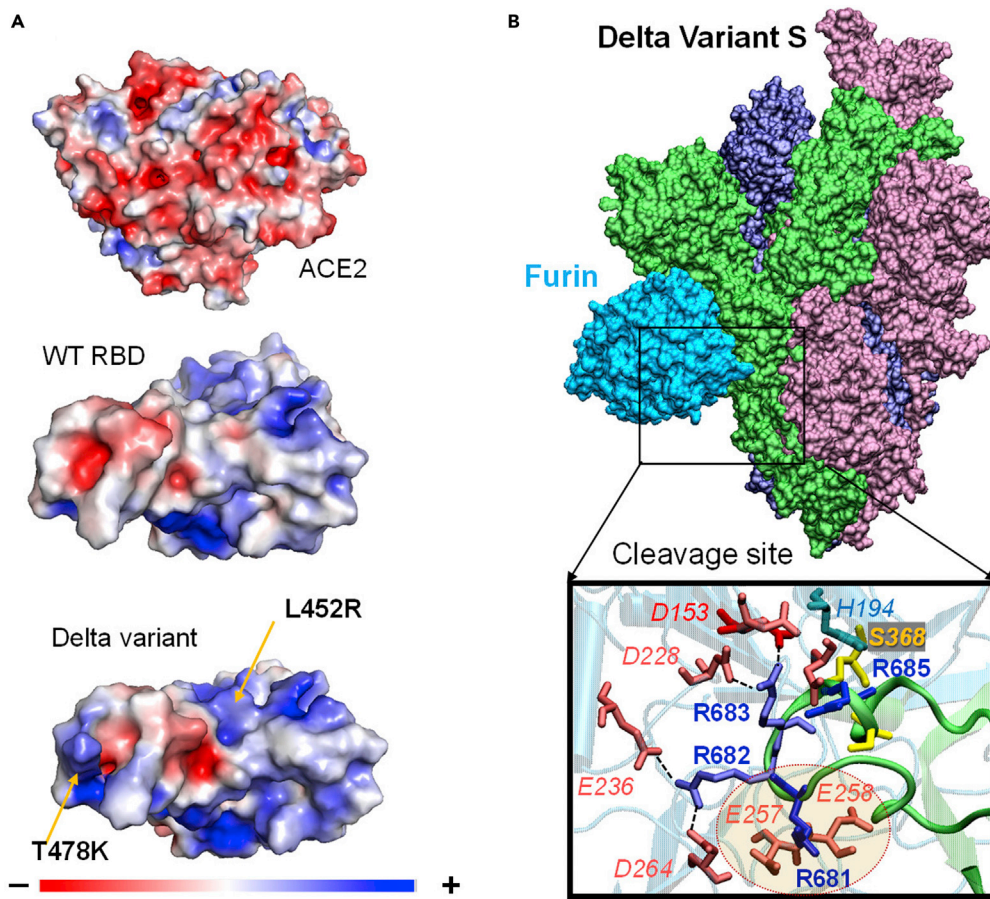 A
ACE2
WT RBD
Delta variant
L452R
T478K
− +
B
Delta Variant S
Furin
Cleavage site
D153
H194
S368
D228
R685
R683
R682
E236
E258
E257
D264
R681